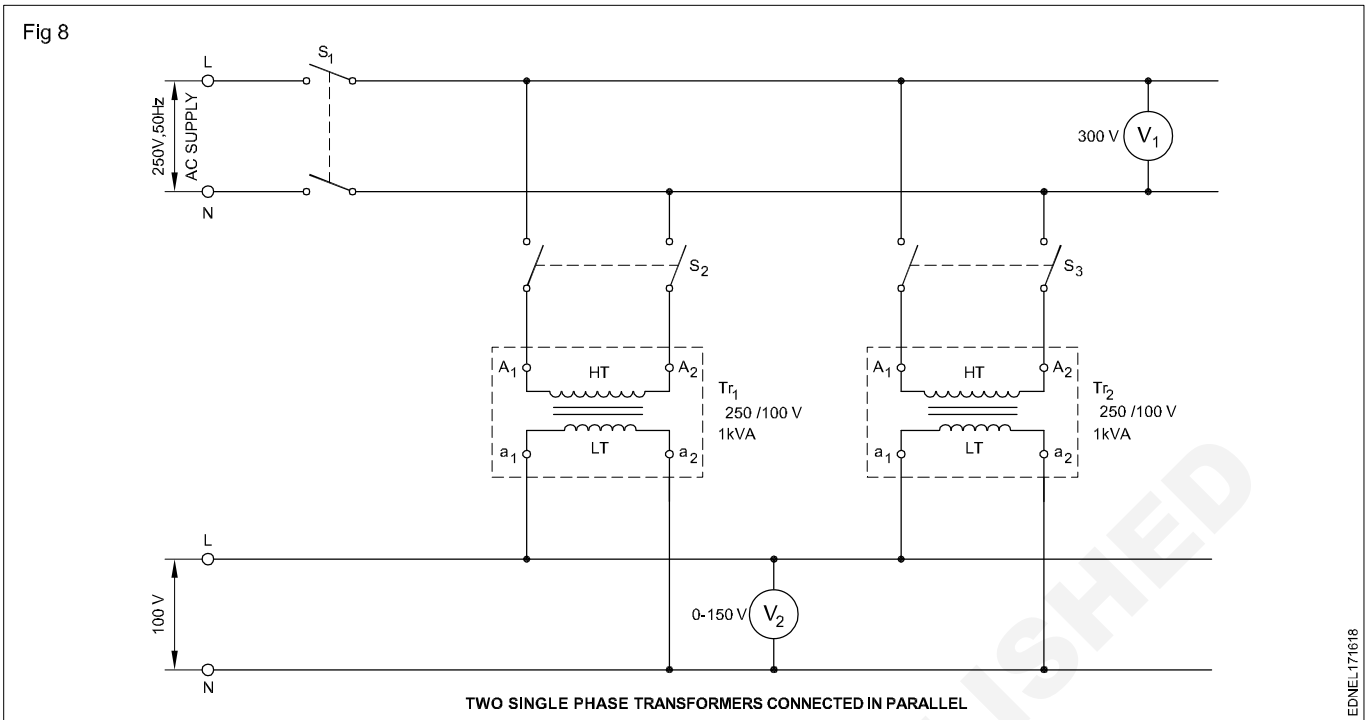 Fig 8
S1
L
250V,50Hz
AC SUPPLY
N
300 V V1
S2
S3
A1 HT A2
Tr1
250 /100 V
1kVA
a1 LT a2
A1 HT A2
Tr2
250 /100 V
1kVA
a1 LT a2
L
100 V
0-150 V V2
N
TWO SINGLE PHASE TRANSFORMERS CONNECTED IN PARALLEL
EDNEL171618